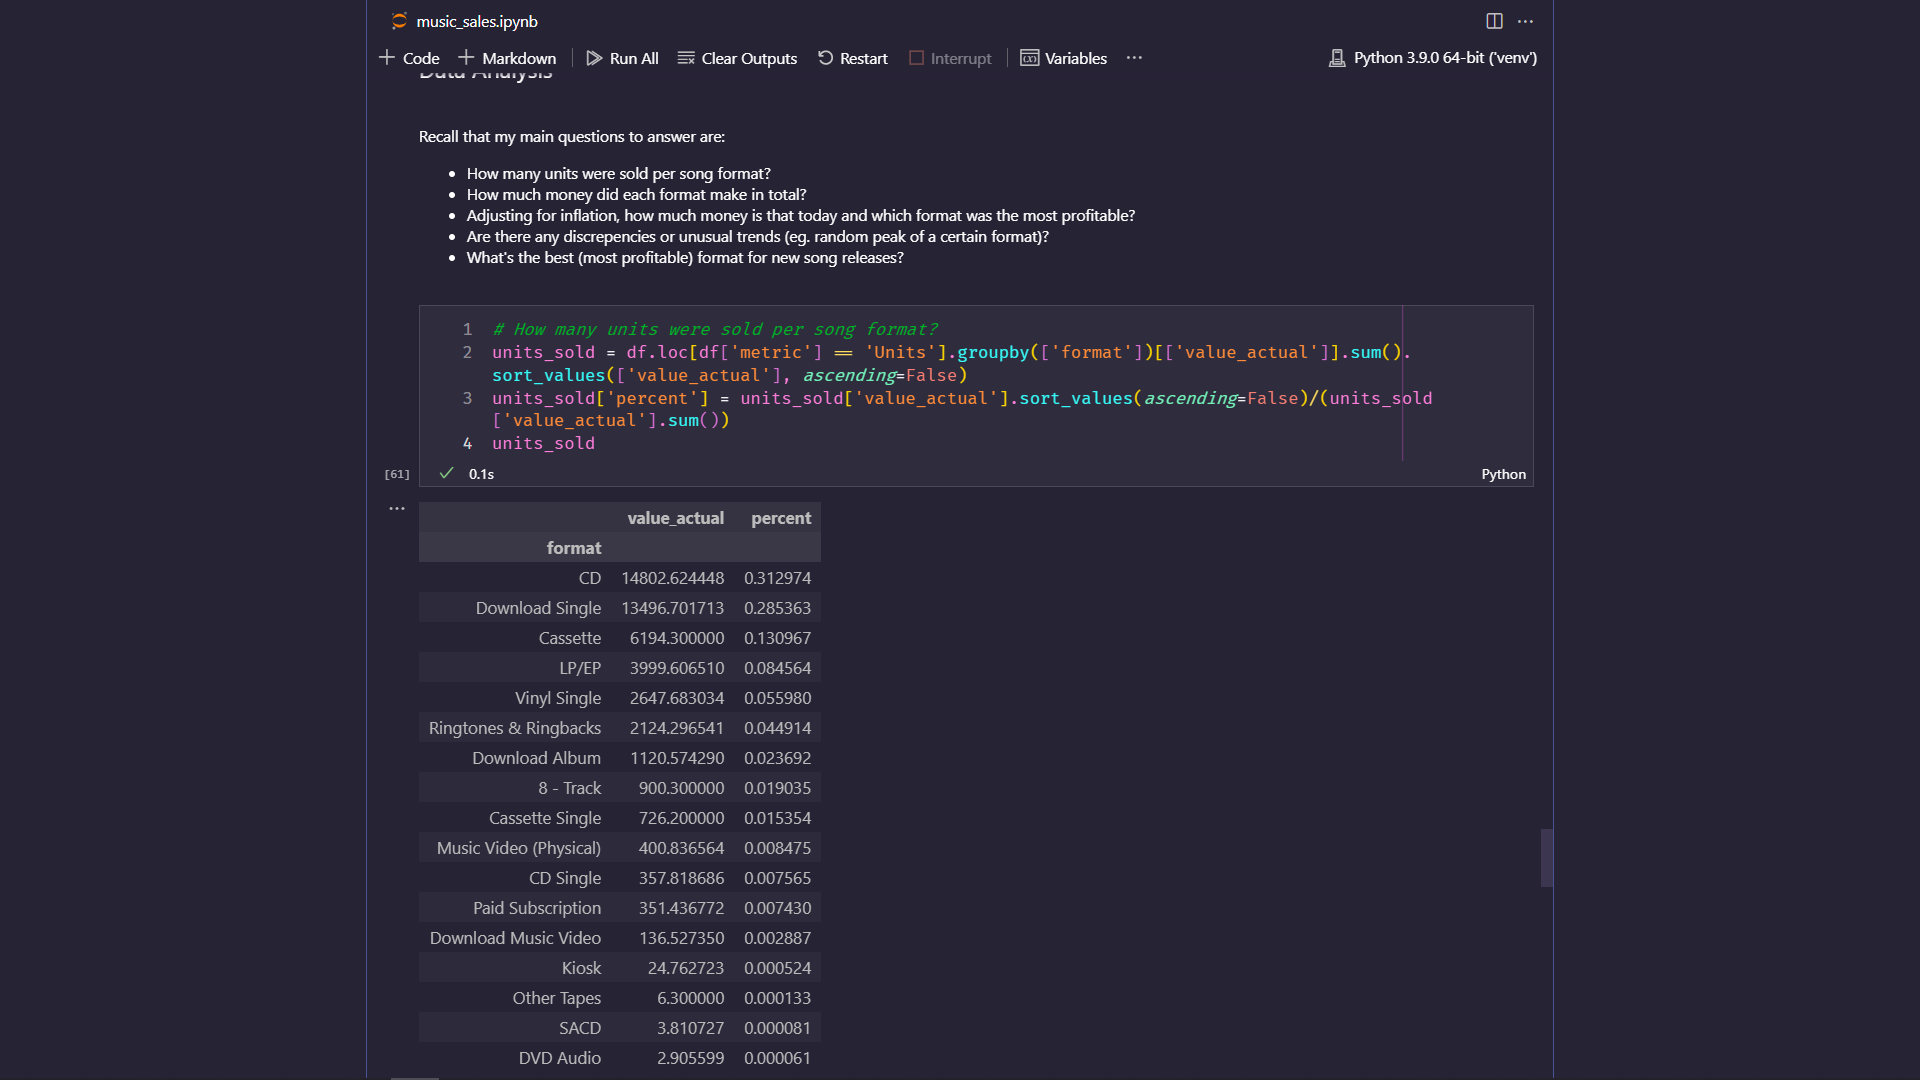 music_sales.ipynb
Code Markdown Run All Clear Outputs Restart Interrupt Variables Python 3.9.0 64-bit ('venv')
Data Analysis
Recall that my main questions to answer are:
• How many units were sold per song format?
• How much money did each format make in total?
• Adjusting for inflation, how much money is that today and which format was the most profitable?
• Are there any discrepencies or unusual trends (eg. random peak of a certain format)?
• What's the best (most profitable) format for new song releases?
1 # How many units were sold per song format?
2 units_sold = df.loc[df['metric'] == 'Units'].groupby(['format'])[['value_actual']].sum().
sort_values(['value_actual'], ascending=False)
3 units_sold['percent'] = units_sold['value_actual'].sort_values(ascending=False)/(units_sold
['value_actual'].sum())
4 units_sold
[61] 0.1s Python
value_actual percent
format
CD 14802.624448 0.312974
Download Single 13496.701713 0.285363
Cassette 6194.300000 0.130967
LP/EP 3999.606510 0.084564
Vinyl Single 2647.683034 0.055980
Ringtones & Ringbacks 2124.296541 0.044914
Download Album 1120.574290 0.023692
8 - Track 900.300000 0.019035
Cassette Single 726.200000 0.015354
Music Video (Physical) 400.836564 0.008475
CD Single 357.818686 0.007565
Paid Subscription 351.436772 0.007430
Download Music Video 136.527350 0.002887
Kiosk 24.762723 0.000524
Other Tapes 6.300000 0.000133
SACD 3.810727 0.000081
DVD Audio 2.905599 0.000061